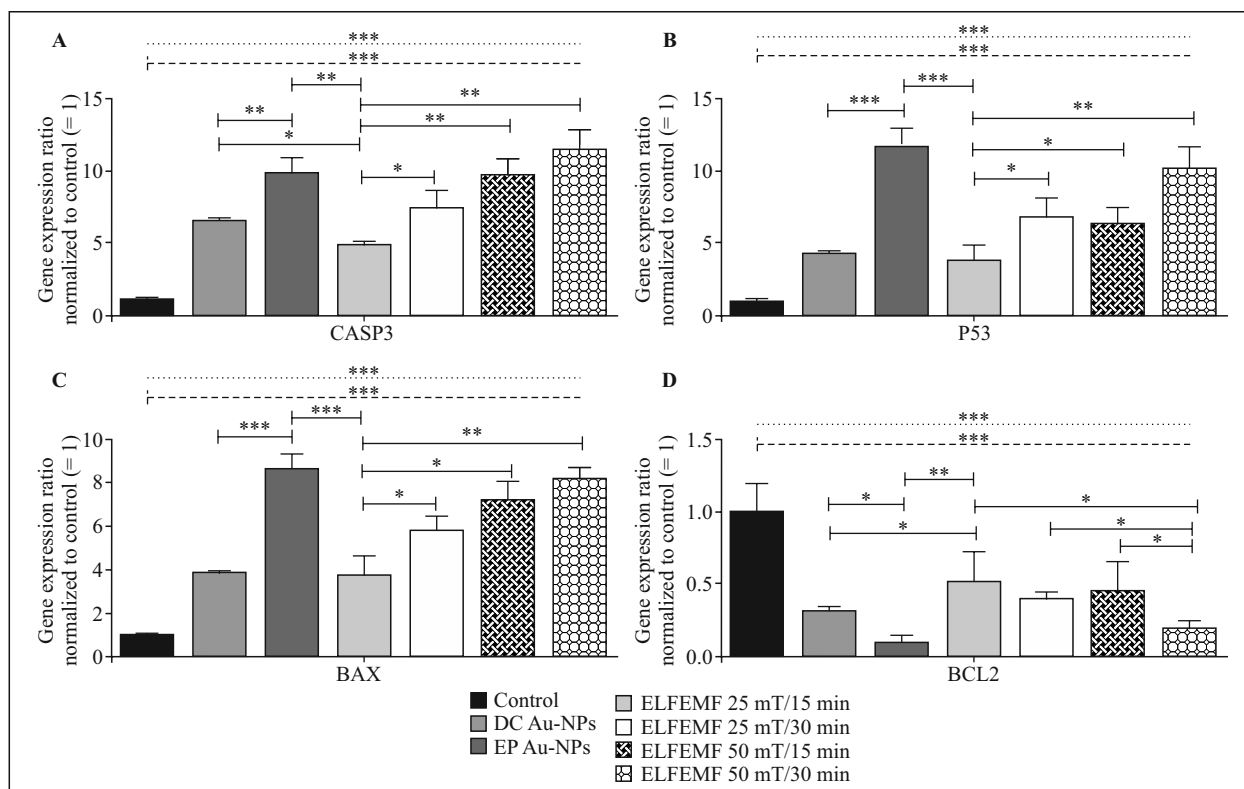 A
***
***
**
**
**
**
*
*
Gene expression ratio
normalized to control (= 1)
15
10
5
0
CASP3
B
***
***
***
***
**
*
*
Gene expression ratio
normalized to control (= 1)
15
10
5
0
P53
C
***
***
***
***
**
*
*
Gene expression ratio
normalized to control (= 1)
10
8
6
4
2
0
BAX
D
***
***
**
*
*
*
*
*
Gene expression ratio
normalized to control (= 1)
1.5
1.0
0.5
0.0
BCL2
Control
DC Au-NPs
EP Au-NPs
ELFEMF 25 mT/15 min
ELFEMF 25 mT/30 min
ELFEMF 50 mT/15 min
ELFEMF 50 mT/30 min